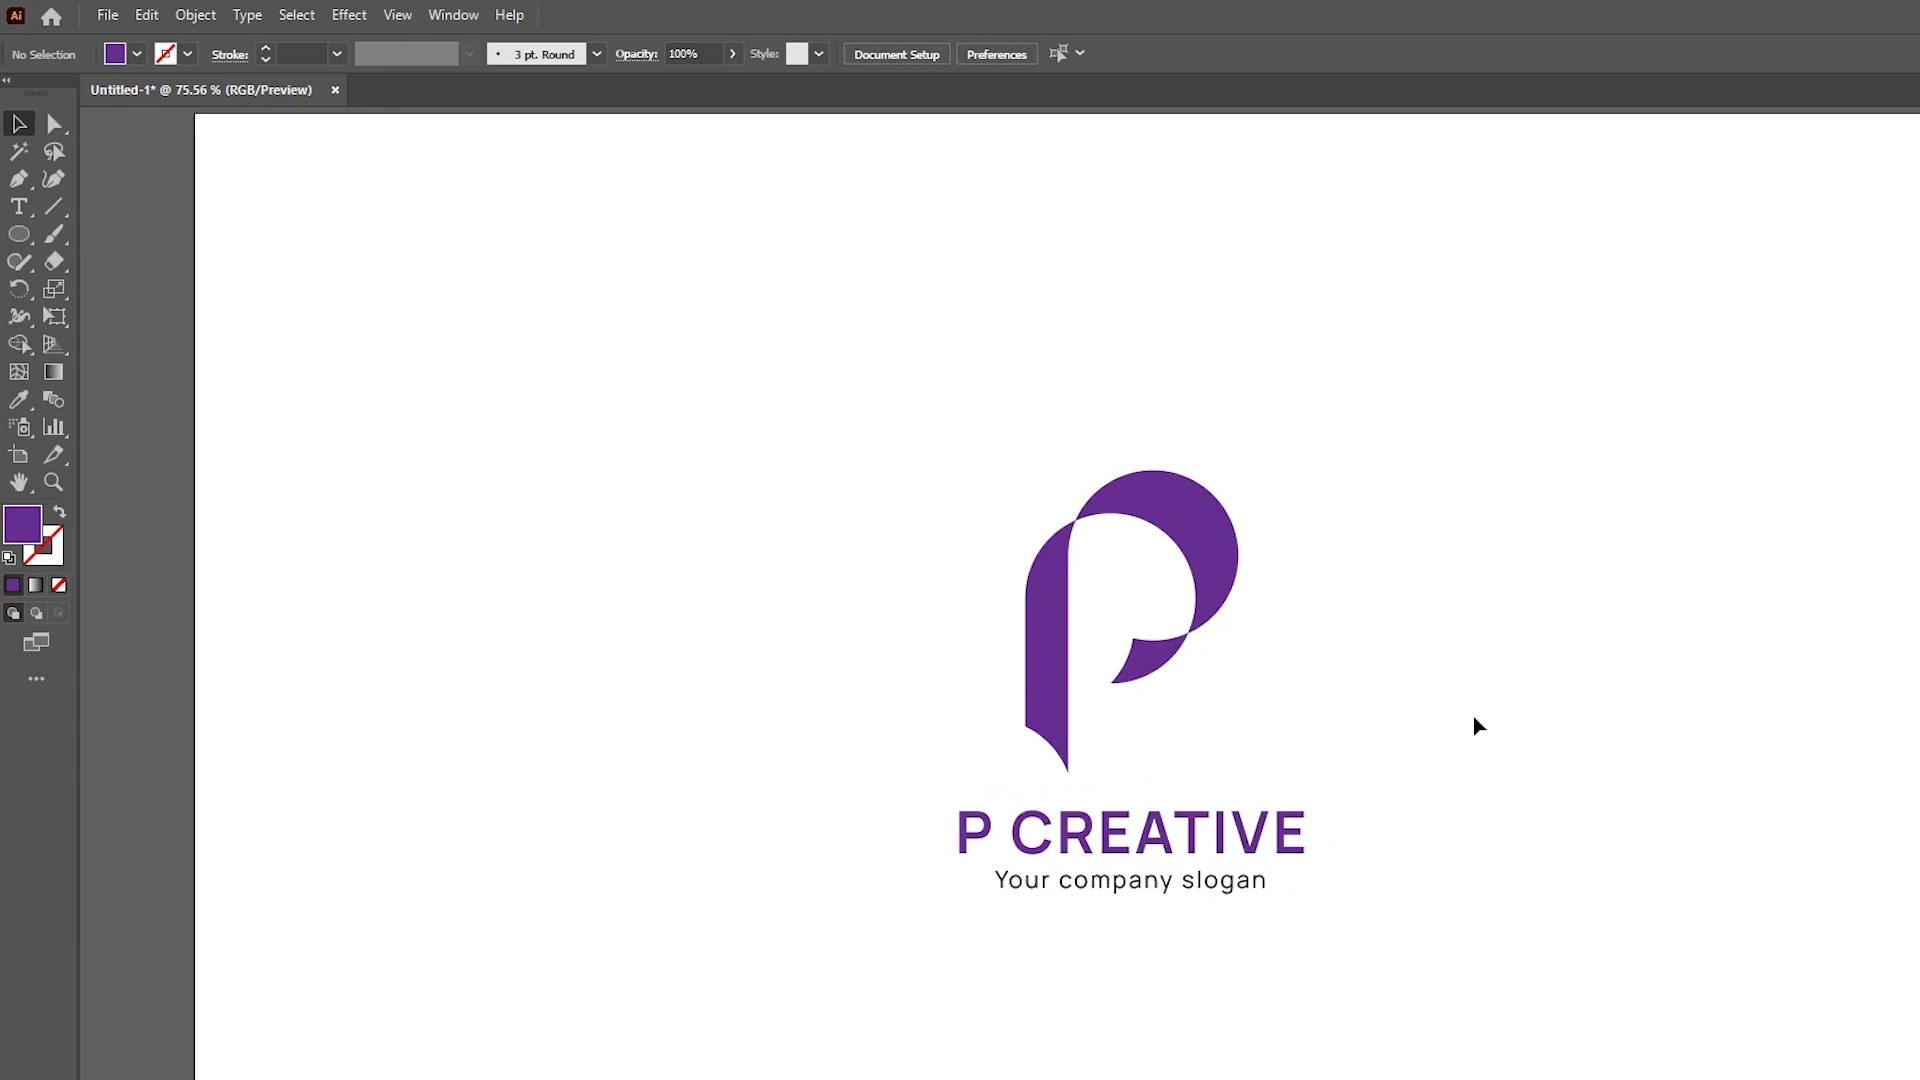 Ai File Edit Object Type Select Effect View Window Help
No Selection Stroke: 3 pt. Round Opacity: 100% Style: Document Setup Preferences
Untitled-1* @ 75.56 % (RGB/Preview) ×
P CREATIVE
Your company slogan